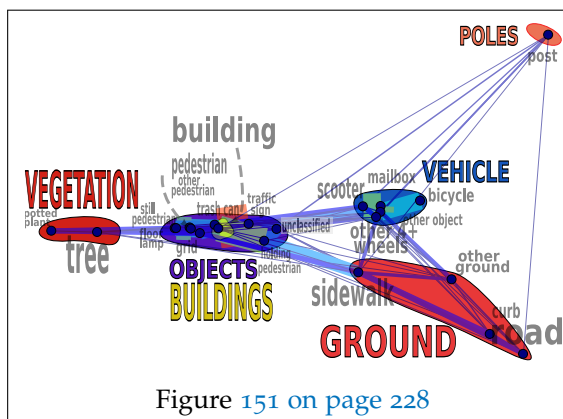 POLES
post
building
pedestrian
other
pedestrian
mailbox
VEHICLE
scooter
bicycle
VEGETATION
trash can
traffic
sign
still
pedestrian
potted
plant
unclassified
other object
floor
lamp
other 4+
wheels
grid
tree
holding
pedestrian
other
ground
OBJECTS
sidewalk
BUILDINGS
curb
road
GROUND
Figure 151 on page 228